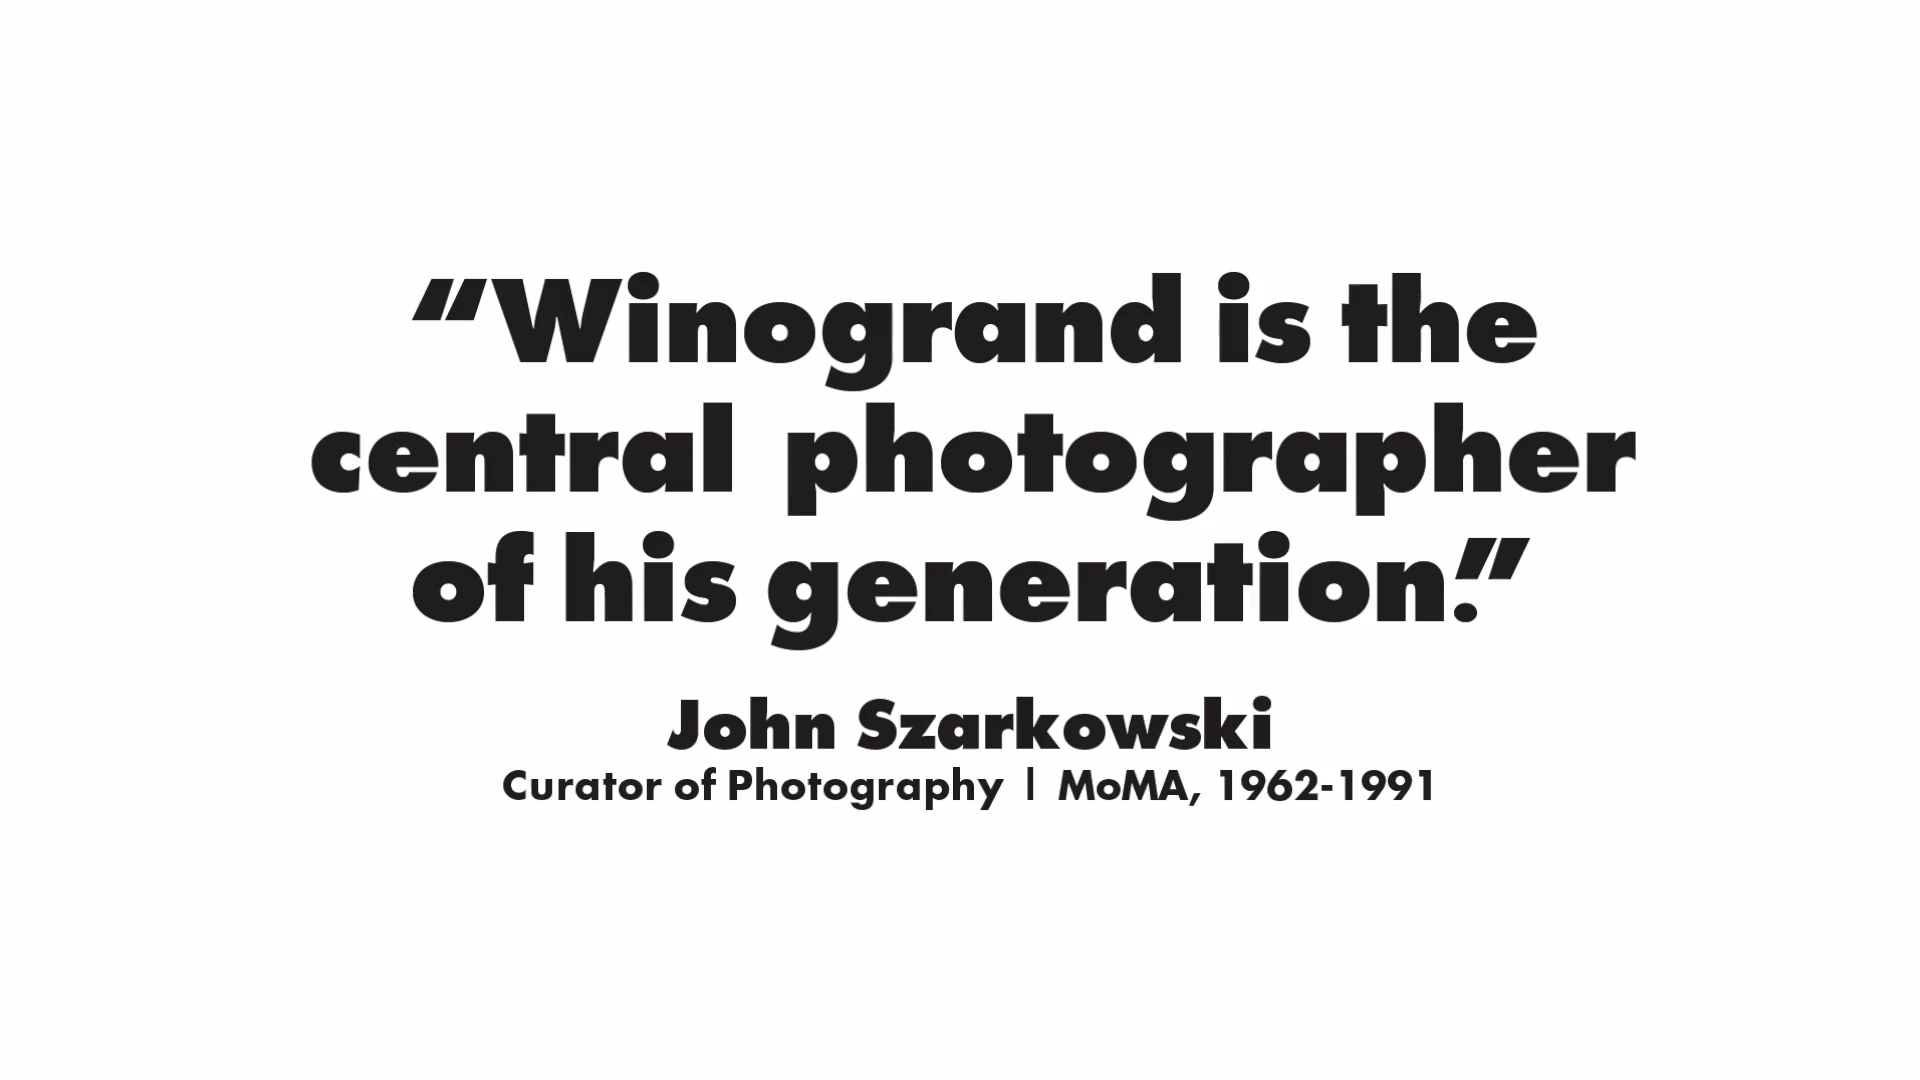 “Winogrand is the
central photographer
of his generation.”
John Szarkowski
Curator of Photography | MoMA, 1962-1991